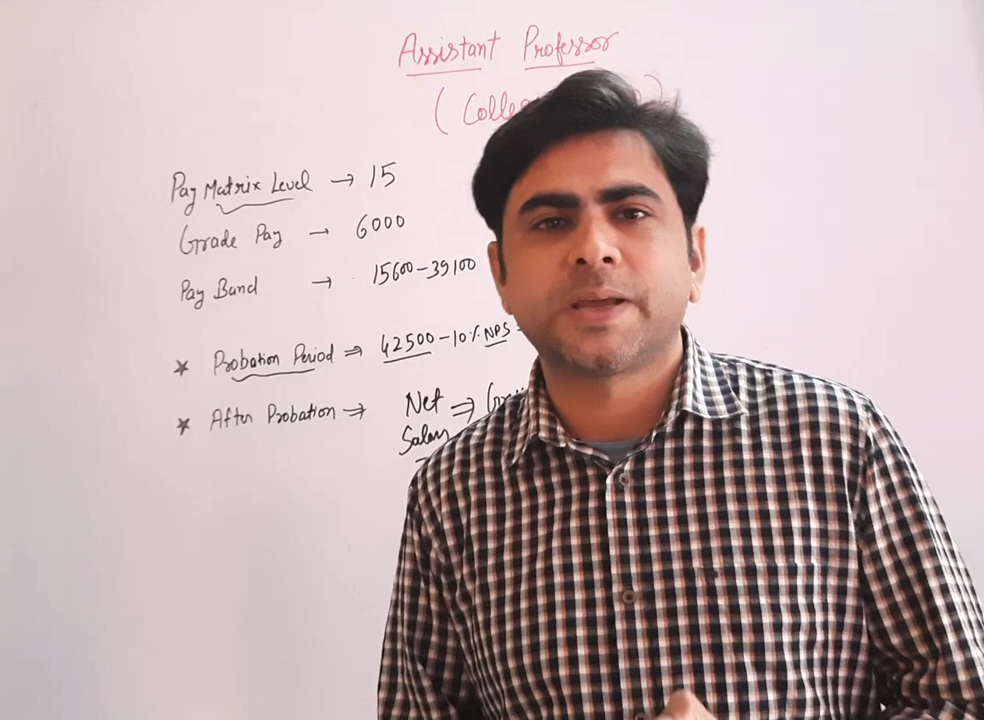 Assistant Professor
(
Pay Matrix Level → 15
Grade Pay → 6000
Pay Band → 15600-39100
* Probation Period ⇒ 42500-10% NPS
* After Probation ⇒ Net ⇒
Salary